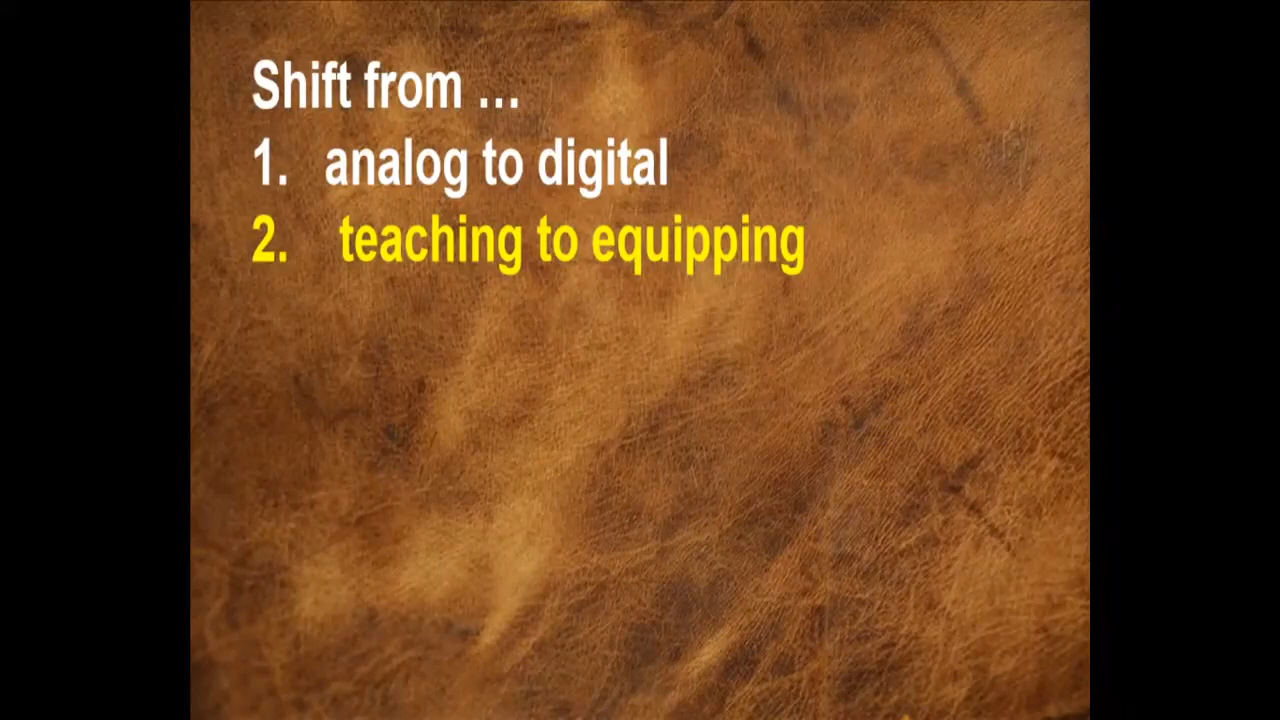 Shift from ...
1. analog to digital
2. teaching to equipping